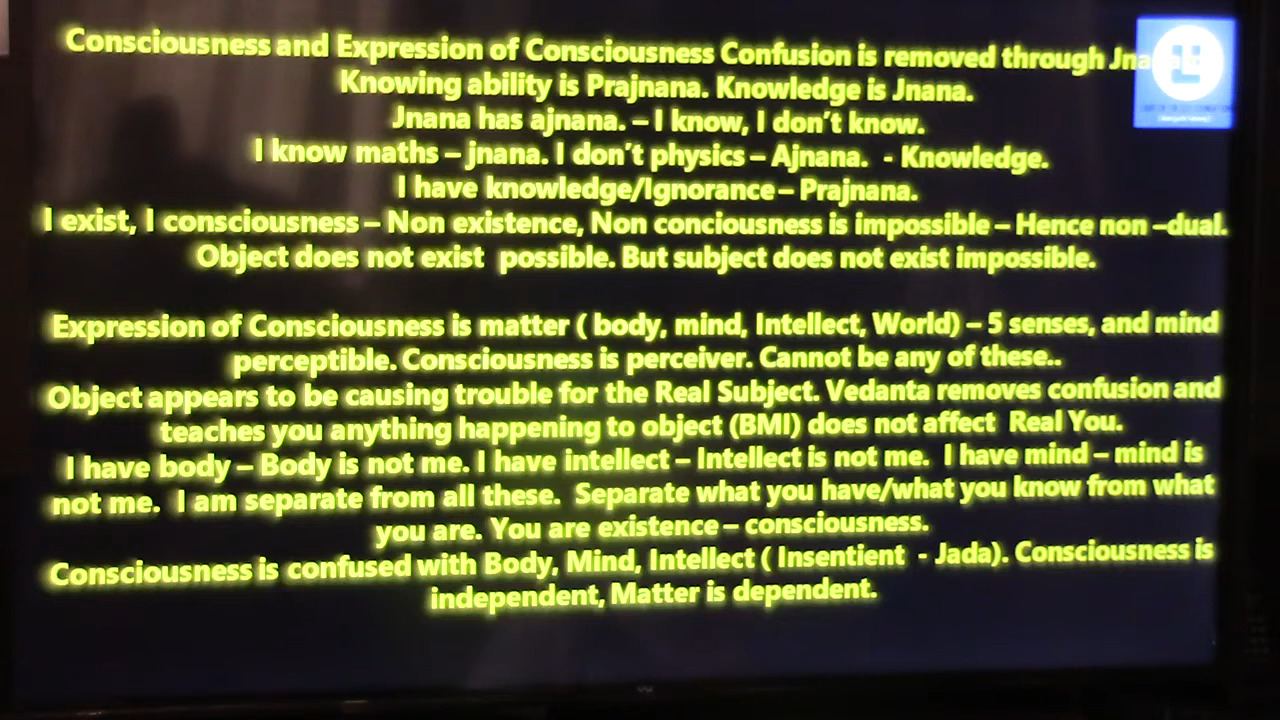 Consciousness and Expression of Consciousness Confusion is removed through
Knowing ability is Prajnana. Knowledge is Jnana.
Jnana has ajnana. – I know, I don't know.
I know maths – jnana. I don't physics – Ajnana. - Knowledge.
I have knowledge/Ignorance – Prajnana.
I exist, I consciousness – Non existence, Non conciousness is impossible – Hence non –dual.
Object does not exist possible. But subject does not exist impossible.
Expression of Consciousness is matter ( body, mind, Intellect, World) – 5 senses, and mind
perceptible. Consciousness is perceiver. Cannot be any of these..
Object appears to be causing trouble for the Real Subject. Vedanta removes confusion and
teaches you anything happening to object (BMI) does not affect Real You.
I have body – Body is not me. I have intellect – Intellect is not me. I have mind – mind is
not me. I am separate from all these. Separate what you have/what you know from what
you are. You are existence – consciousness.
Consciousness is confused with Body, Mind, Intellect ( Insentient - Jada). Consciousness is
independent, Matter is dependent.